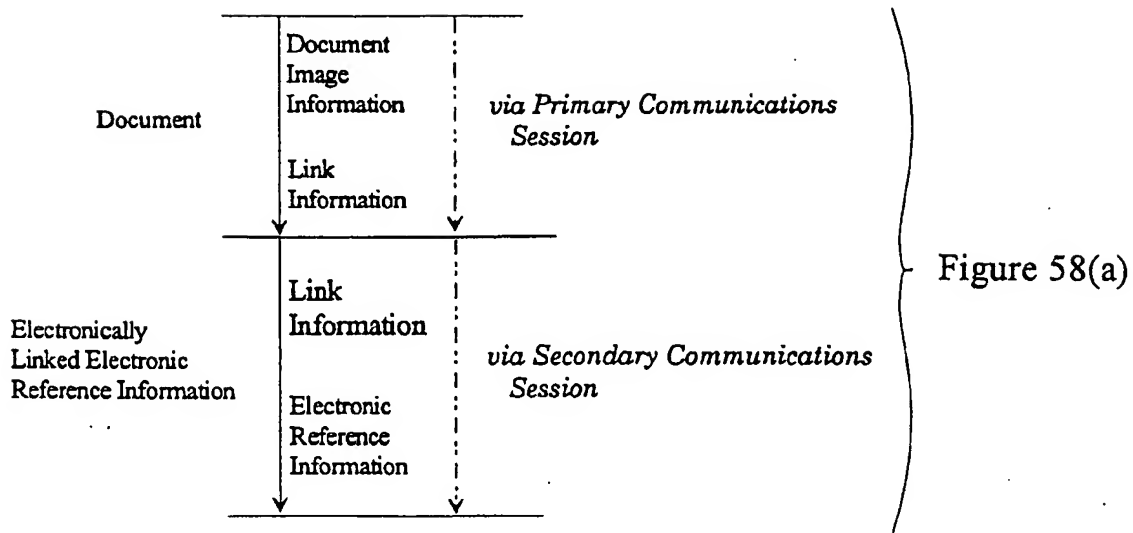 Document
Document
Image
Information
Link
Information
via Primary Communications
Session
Electronically
Linked Electronic
Reference Information
Link
Information
Electronic
Reference
Information
via Secondary Communications
Session
Figure 58(a)